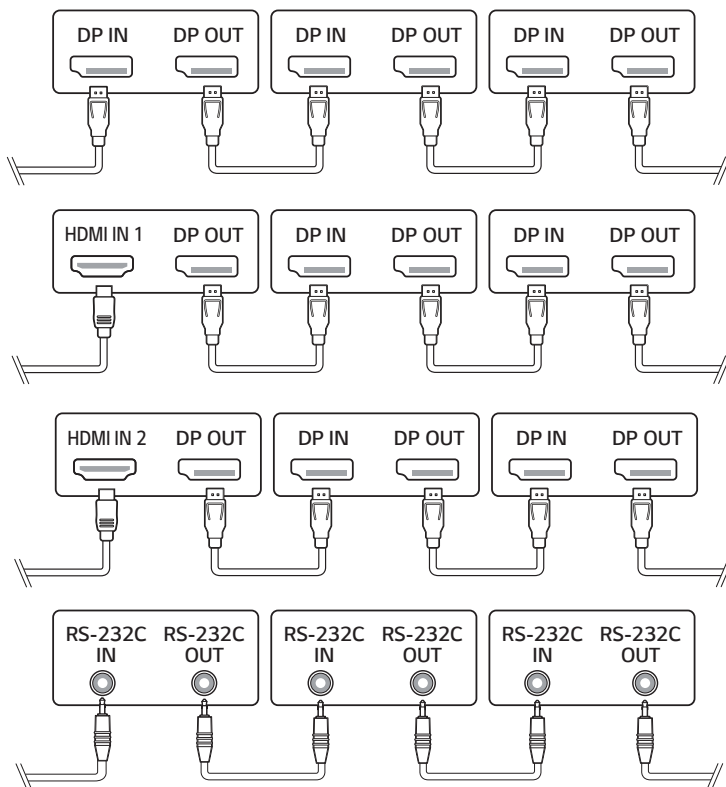 DP IN DP OUT DP IN DP OUT DP IN DP OUT
HDMI IN 1 DP OUT DP IN DP OUT DP IN DP OUT
HDMI IN 2 DP OUT DP IN DP OUT DP IN DP OUT
RS-232C RS-232C RS-232C RS-232C RS-232C RS-232C
IN OUT IN OUT IN OUT